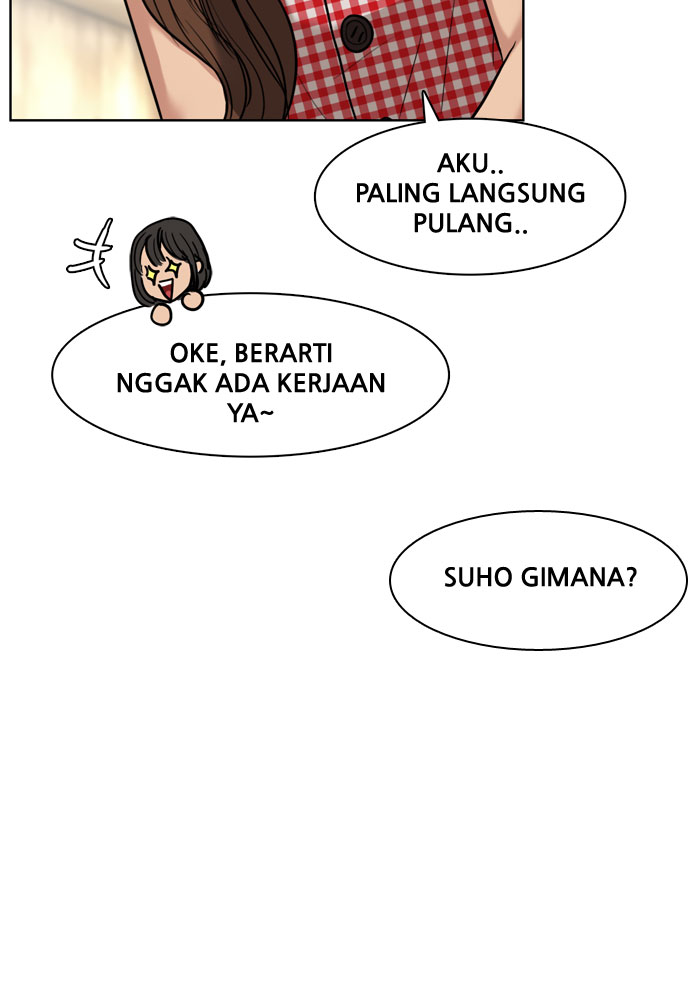 AKU..
PALING LANGSUNG
PULANG..
OKE, BERARTI
NGGAK ADA KERJAAN
YA~
SUHO GIMANA?